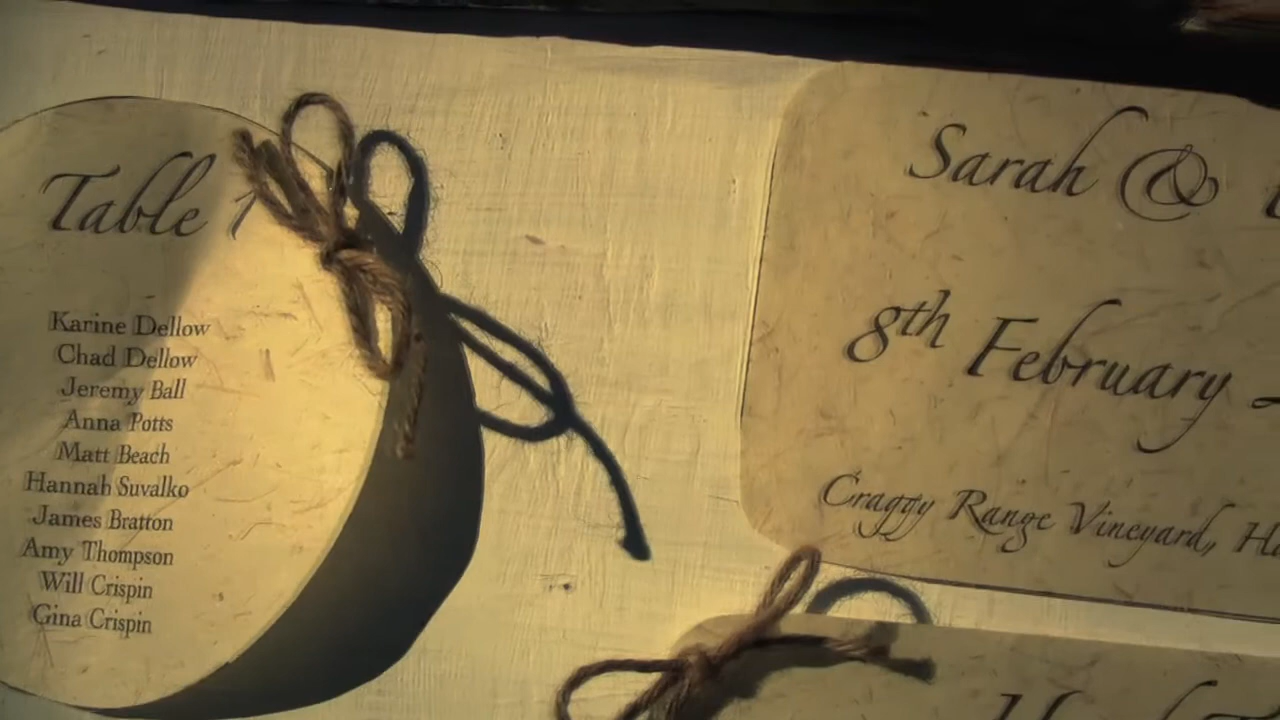 Table 1
Karine Dellow
Chad Dellow
Jeremy Ball
Anna Potts
Matt Beach
Hannah Suvalko
James Bratton
Amy Thompson
Will Crispin
Gina Crispin
Sarah &
8th February
Craggy Range Vineyard,